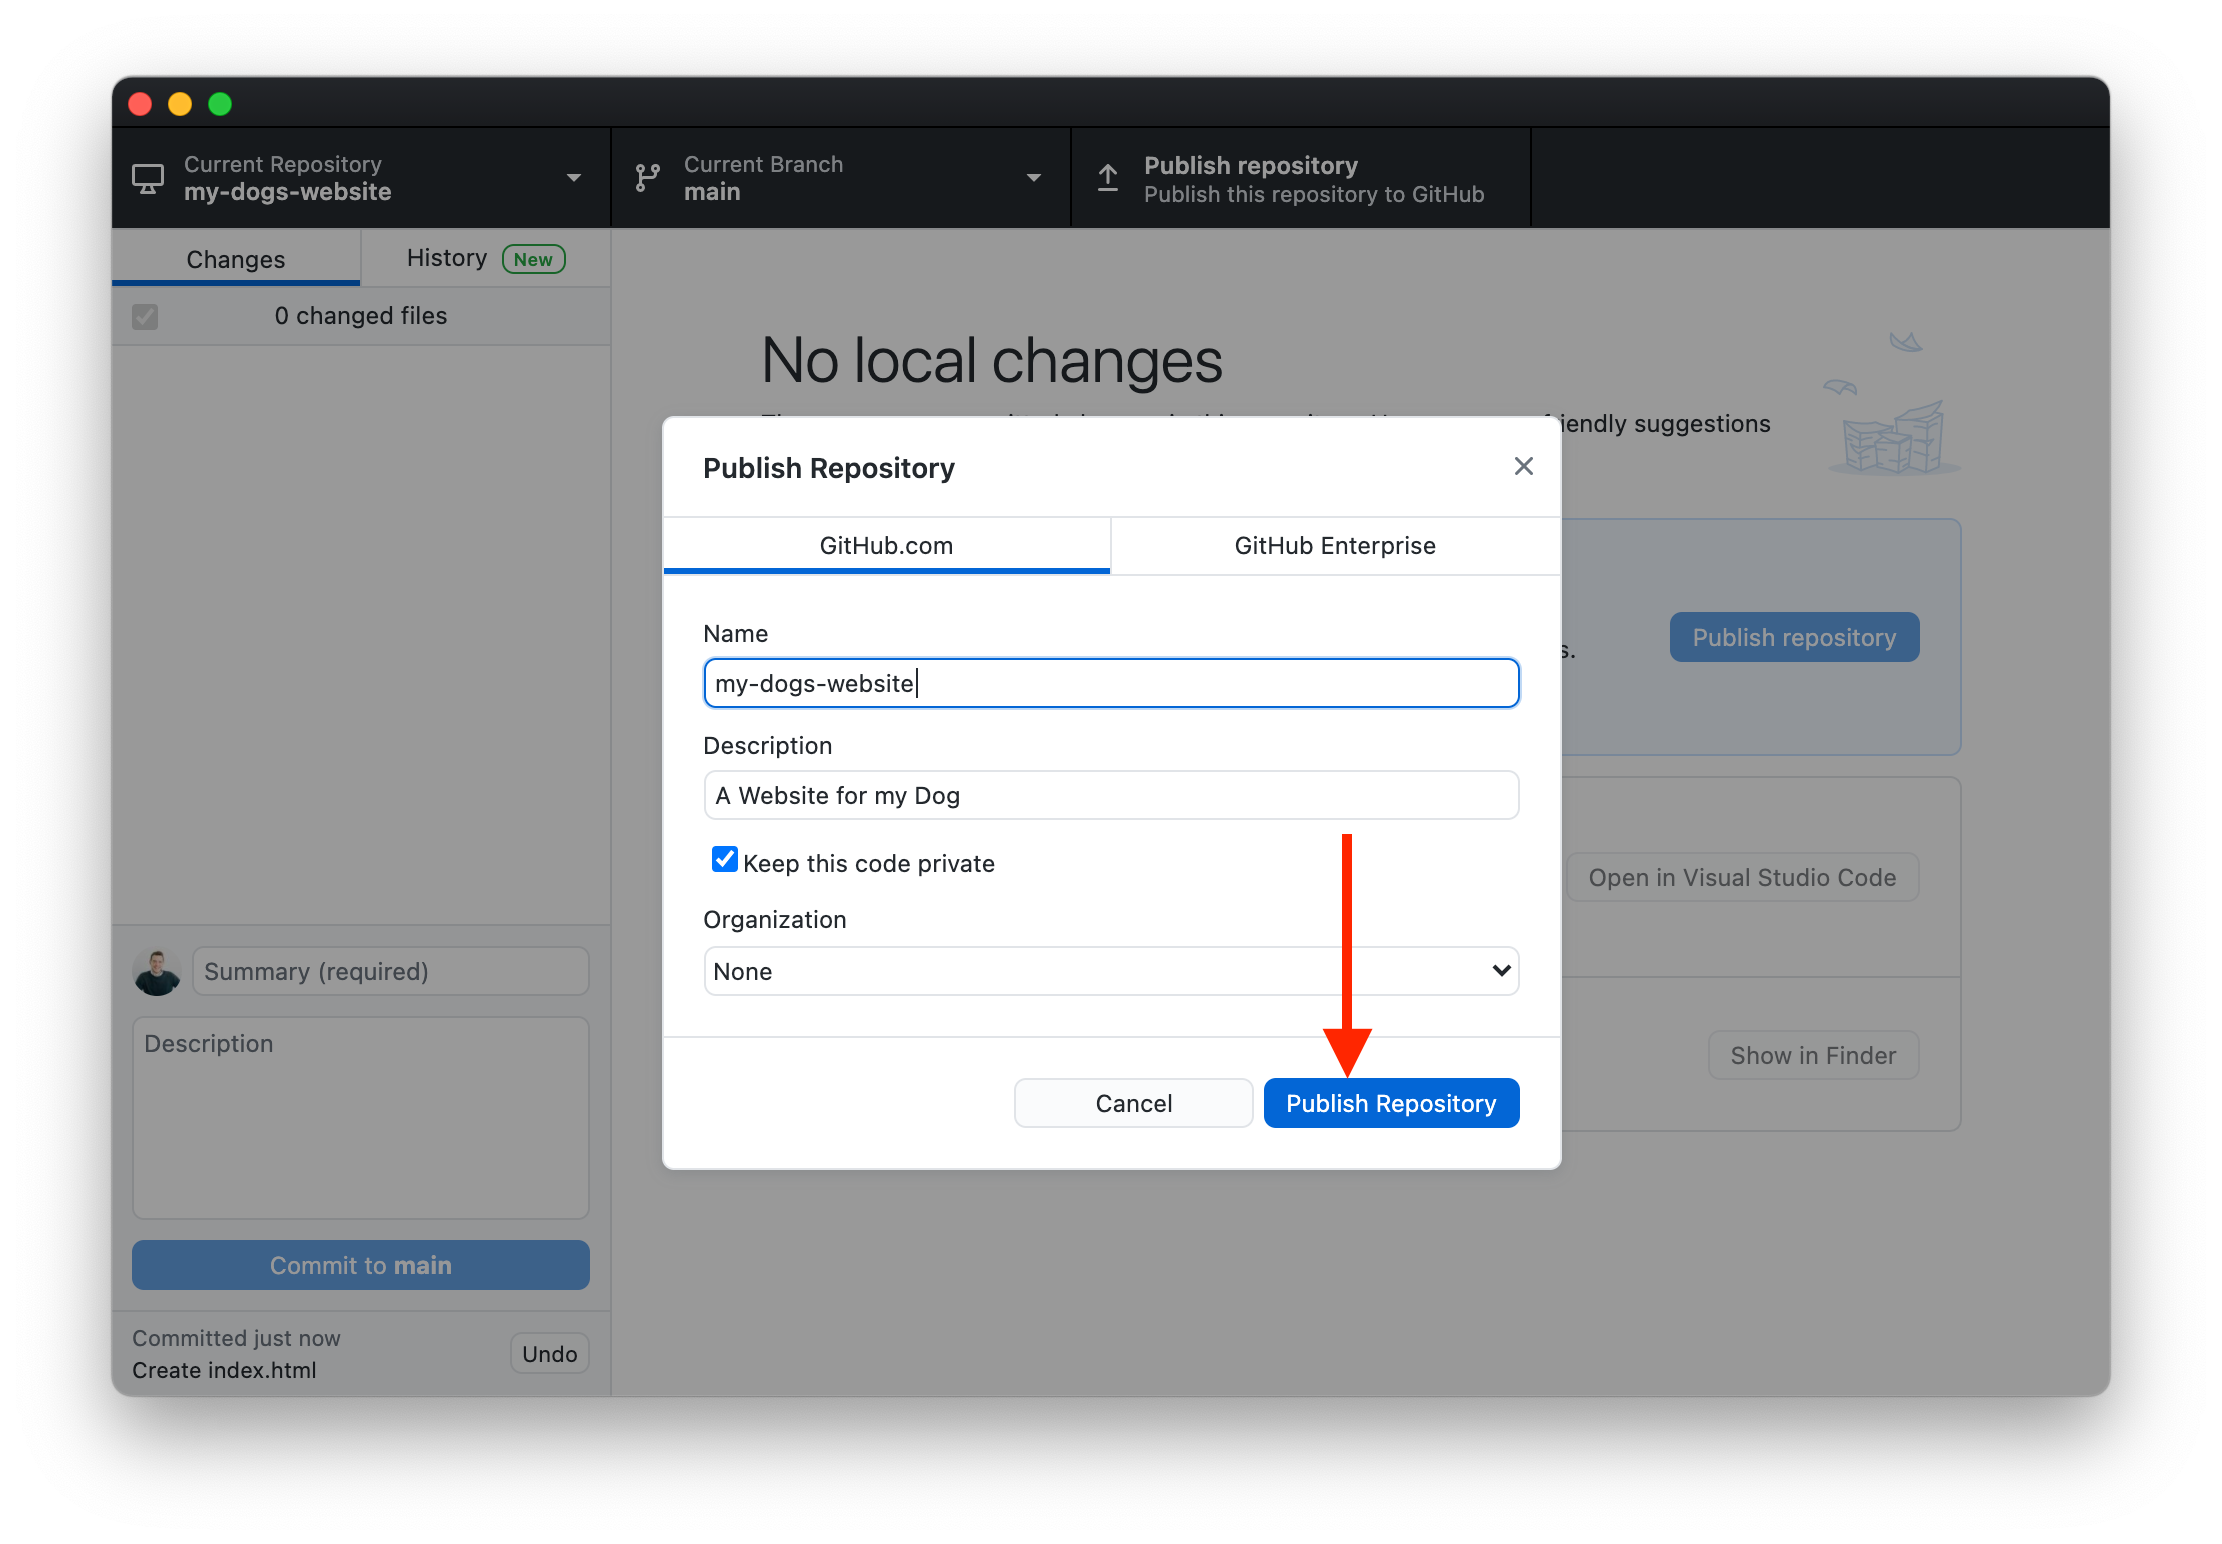 Current Repository
my-dogs-website
Current Branch
main
Publish repository
Publish this repository to GitHub
Changes
History New
0 changed files
No local changes
iendly suggestions
Publish Repository
GitHub.com
GitHub Enterprise
Name
my-dogs-website
s.
Publish repository
Description
A Website for my Dog
Keep this code private
Open in Visual Studio Code
Organization
None
Show in Finder
Cancel
Publish Repository
Summary (required)
Description
Commit to main
Committed just now
Create index.html
Undo